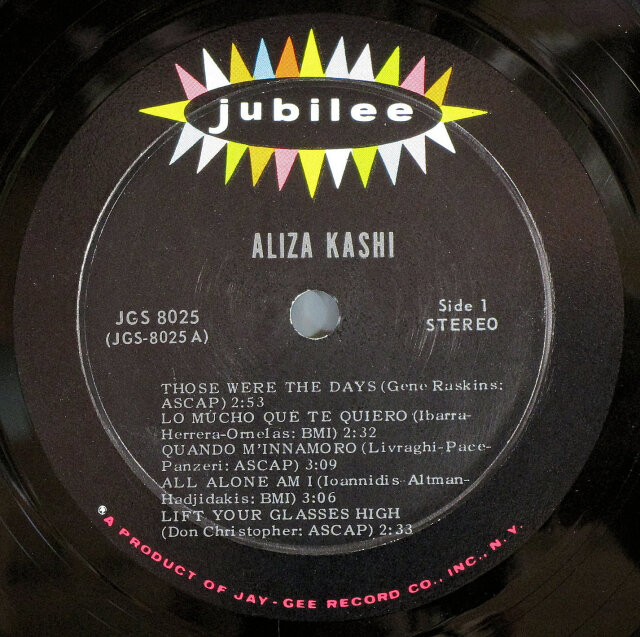 jubilee
ALIZA KASHI
JGS 8025
(JGS-8025 A)
Side 1
STEREO
THOSE WERE THE DAYS (Gene Raskins:
ASCAP) 2:53
LO MÚCHO QUE TE QUIERO (Ibarra-
Herrera-Ornelas: BMI) 2:32
QUANDO M'INNAMORO (Livraghi-Pace-
Panzeri: ASCAP) 3:09
ALL ALONE AM I (Ioannidis-Altman-
Hadjidakis: BMI) 3:06
LIFT YOUR GLASSES HIGH
(Don Christopher: ASCAP) 2:33
A PRODUCT OF JAY-GEE RECORD CO., INC., N.Y.